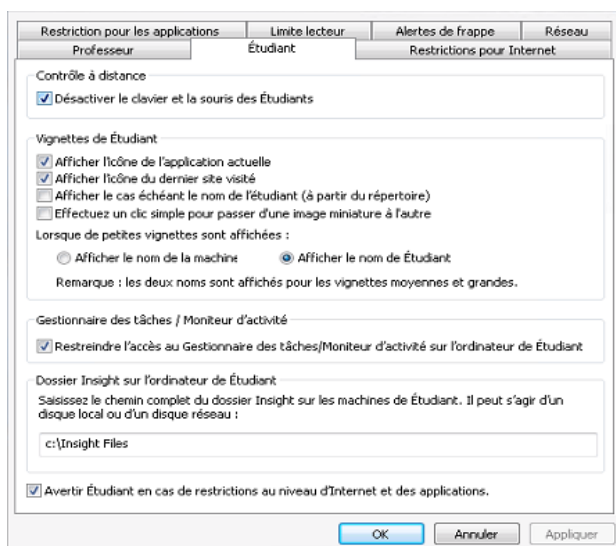 Restriction pour les applications Limite lecteur Alertes de frappe Réseau
Professeur Étudiant Restrictions pour Internet
Contrôle à distance
Désactiver le clavier et la souris des Étudiants
Vignettes de Étudiant
Afficher l'icône de l'application actuelle
Afficher l'icône du dernier site visité
Afficher le cas échéant le nom de l'étudiant (à partir du répertoire)
Effectuez un clic simple pour passer d'une image miniature à l'autre
Lorsque de petites vignettes sont affichées :
Afficher le nom de la machine Afficher le nom de Étudiant
Remarque : les deux noms sont affichés pour les vignettes moyennes et grandes.
Gestionnaire des tâches / Moniteur d'activité
Restreindre l'accès au Gestionnaire des tâches/Moniteur d'activité sur l'ordinateur de Étudiant
Dossier Insight sur l'ordinateur de Étudiant
Saisissez le chemin complet du dossier Insight sur les machines de Étudiant. Il peut s'agir d'un
disque local ou d'un disque réseau :
c:\Insight Files
Avertir Étudiant en cas de restrictions au niveau d'Internet et des applications.
OK Annuler Appliquer